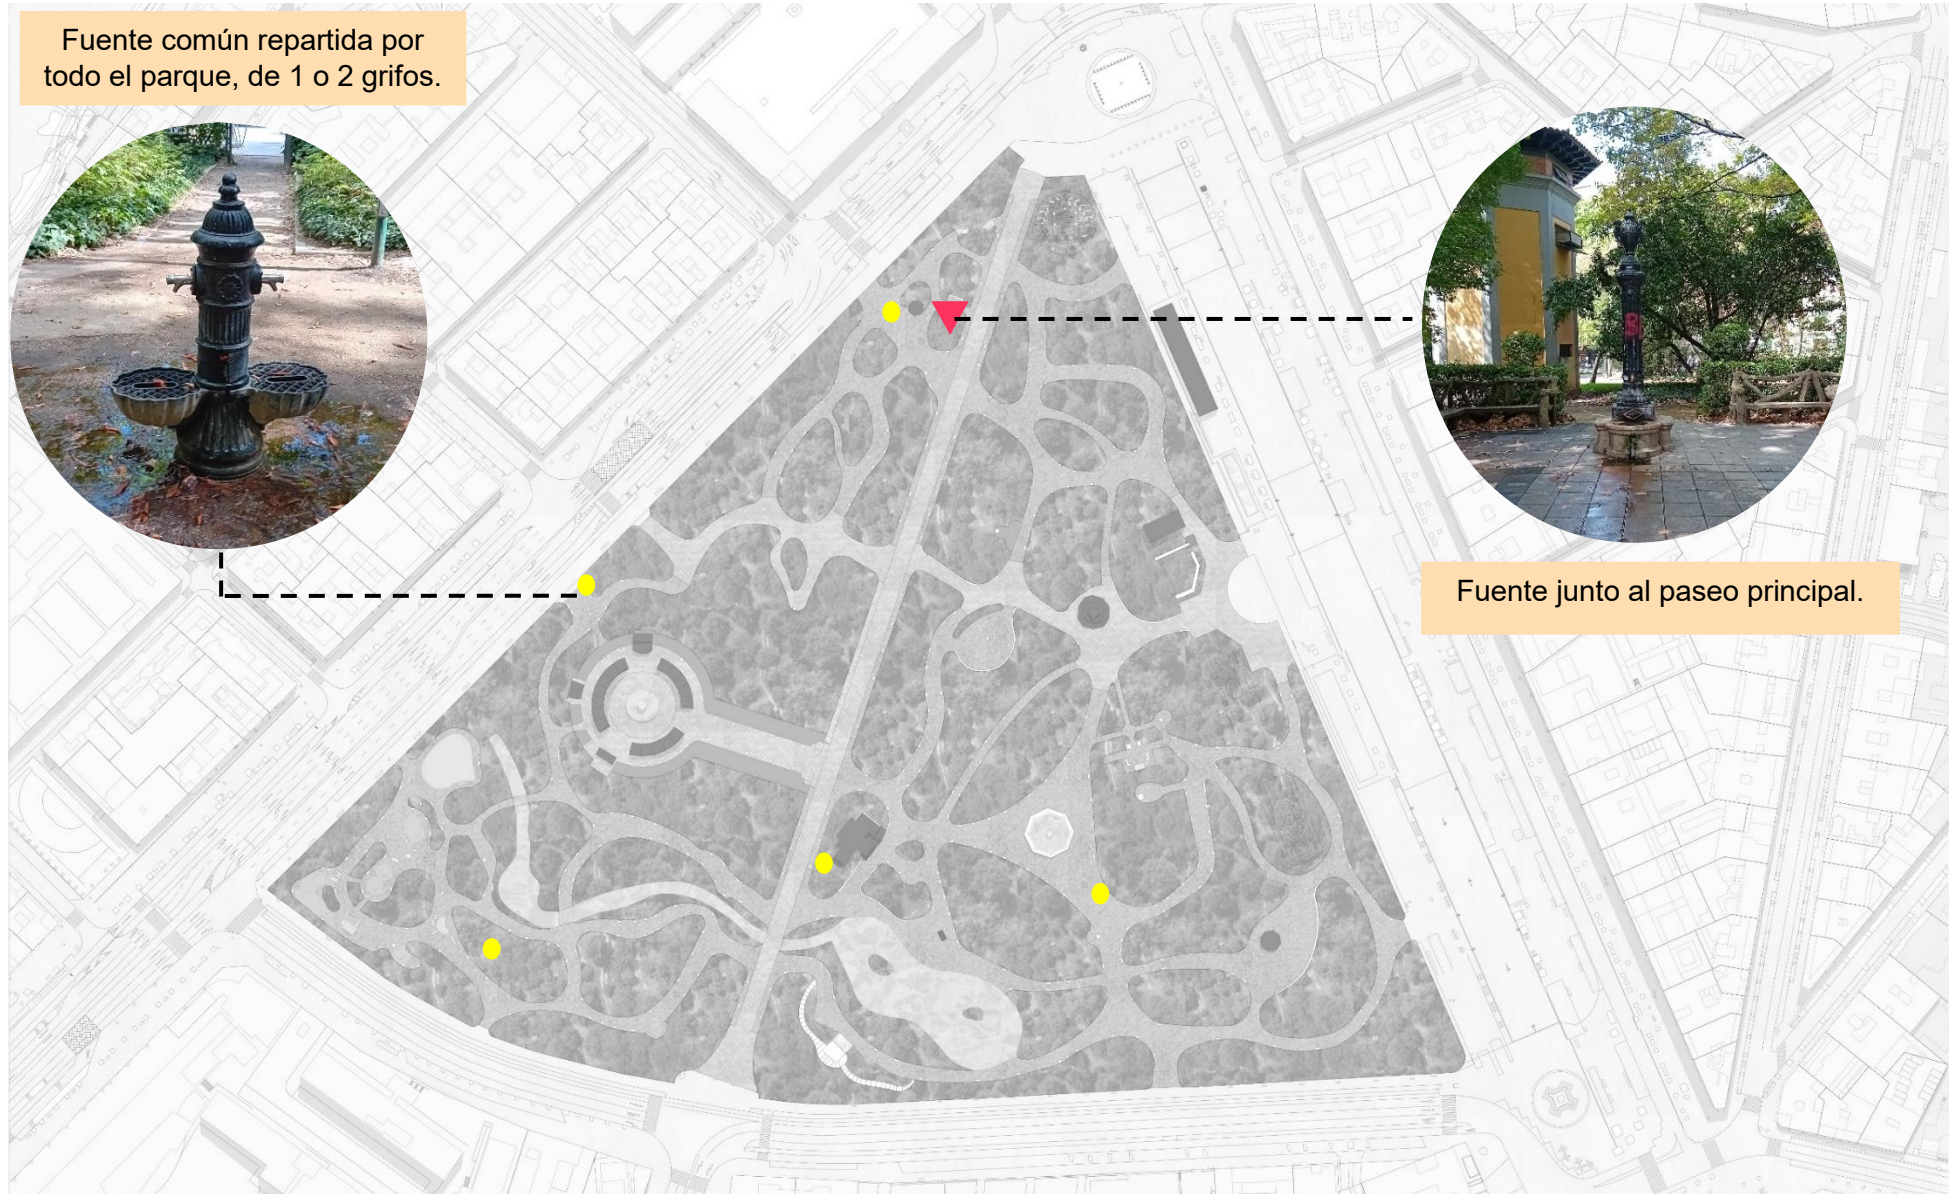 Fuente común repartida por
todo el parque, de 1 o 2 grifos.
Fuente junto al paseo principal.